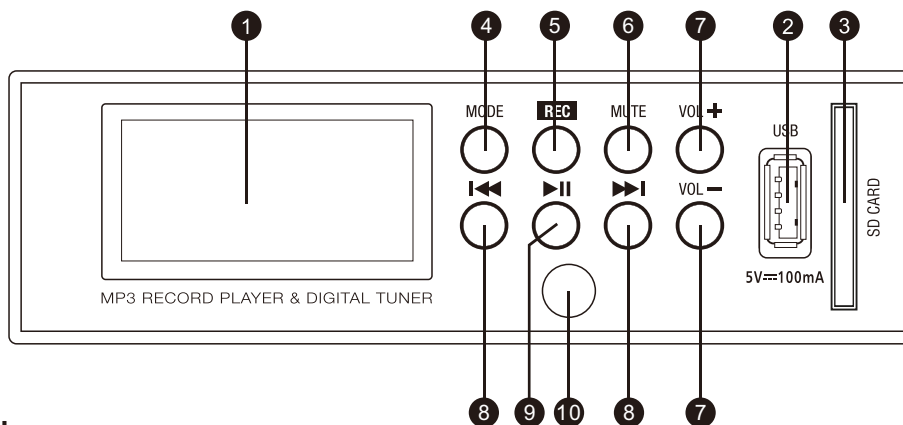 1 4 5 6 7 2 3
MODE REC MUTE VOL +
USB
VOL −
SD CARD
5V⎓100mA
MP3 RECORD PLAYER & DIGITAL TUNER
8 9 10 8 7